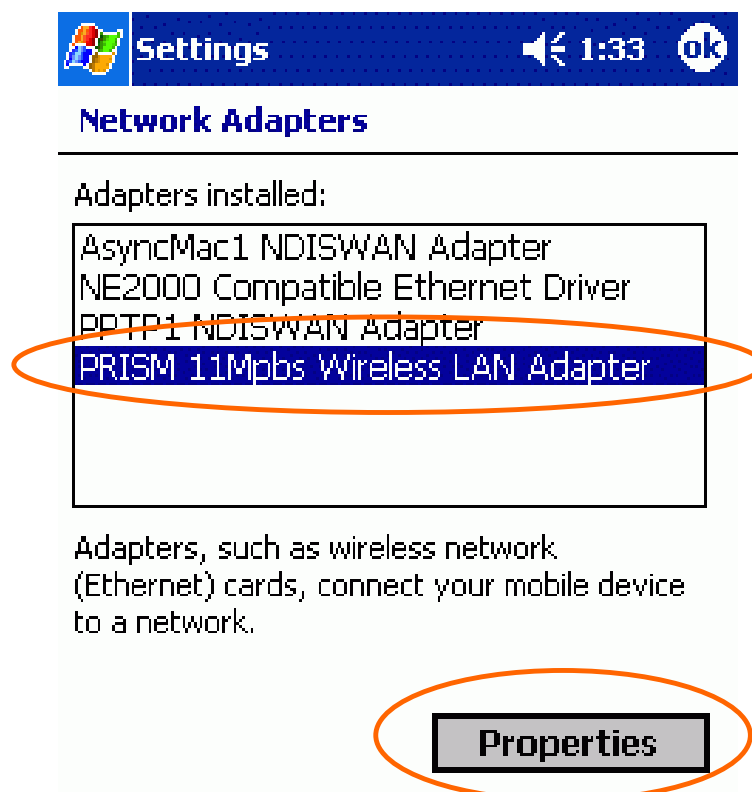 Settings 1:33 ok
Network Adapters
Adapters installed:
AsyncMac1 NDISWAN Adapter
NE2000 Compatible Ethernet Driver
PPTP1 NDISWAN Adapter
PRISM 11Mpbs Wireless LAN Adapter
Adapters, such as wireless network
(Ethernet) cards, connect your mobile device
to a network.
Properties